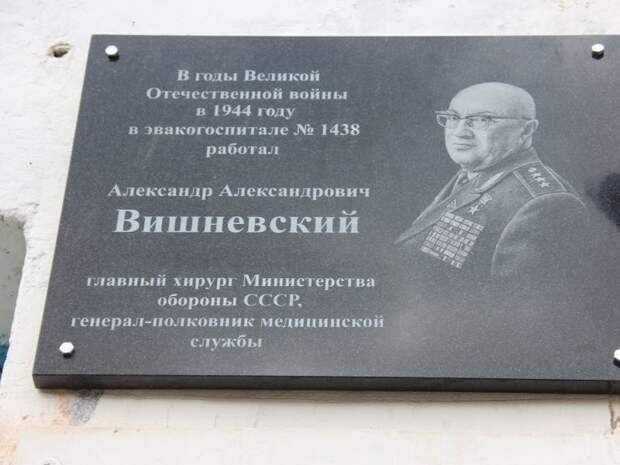 В годы Великой
Отечественной войны
в 1944 году
в эвакогоспитале № 1438
работал
Александр Александрович
Вишневский
главный хирург Министерства
обороны СССР,
генерал-полковник медицинской
службы